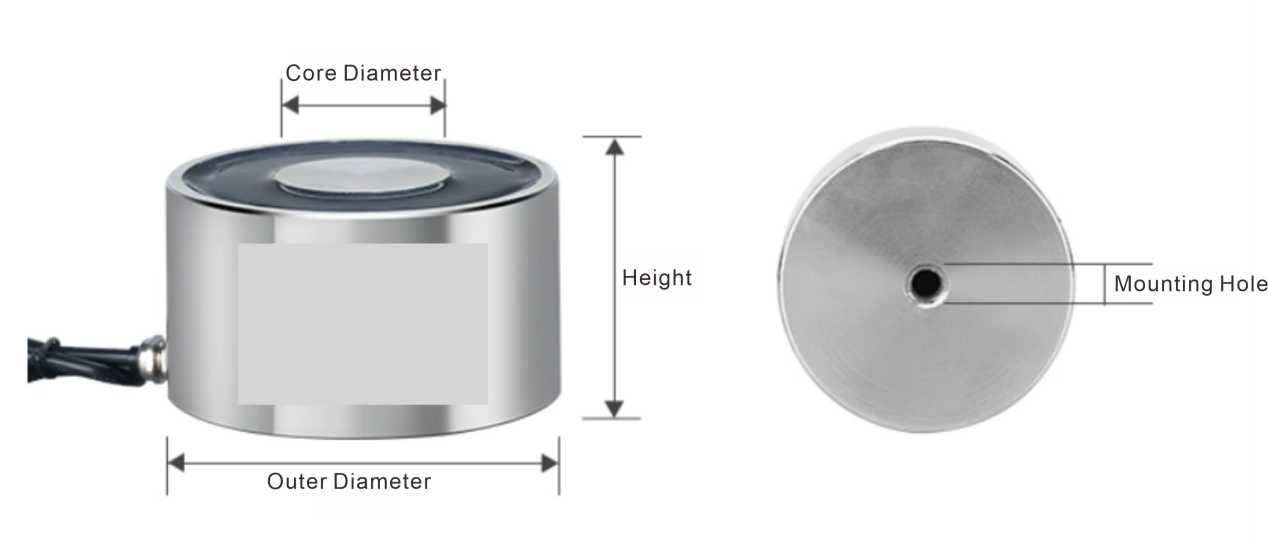 Core Diameter
Height
Mounting Hole
Outer Diameter